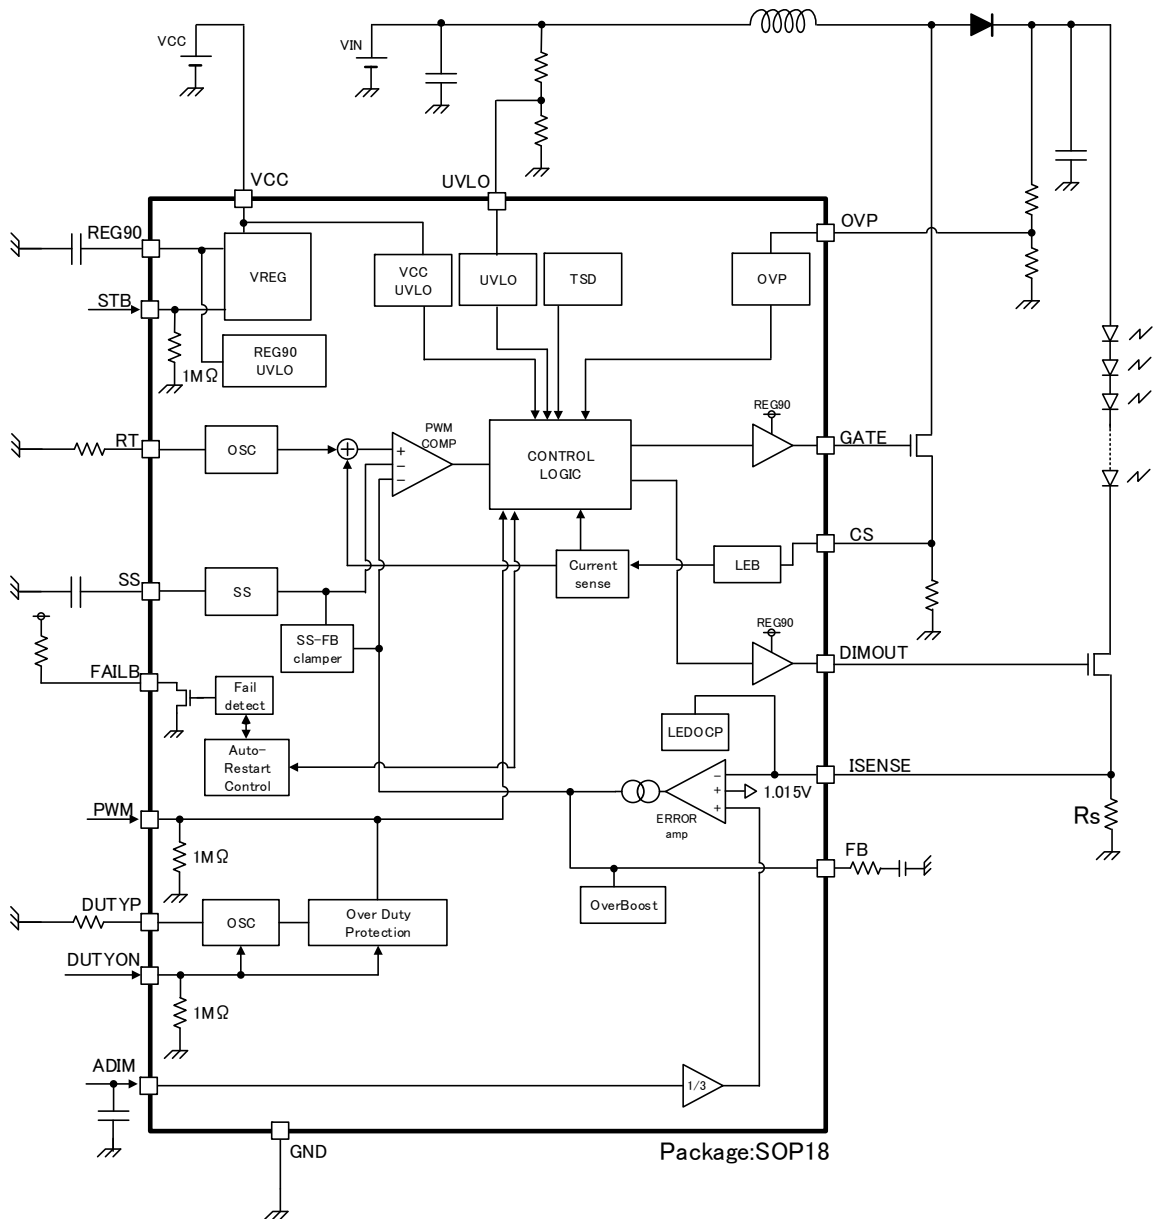 VCC
VIN
VCC
UVLO
REG90
OVP
VREG
VCC
UVLO
UVLO
TSD
OVP
STB
1MΩ
REG90
UVLO
REG90
RT
OSC
+
PWM
COMP
+
−
−
CONTROL
LOGIC
GATE
CS
SS
SS
Current
sense
LEB
SS-FB
clamper
REG90
DIMOUT
FAILB
Fail
detect
LEDOCP
Auto-
Restart
Control
ISENSE
−
+
+
1.015V
ERROR
amp
PWM
Rs
1MΩ
FB
DUTYP
OSC
Over Duty
Protection
OverBoost
DUTYON
1MΩ
ADIM
1/3
GND
Package:SOP18